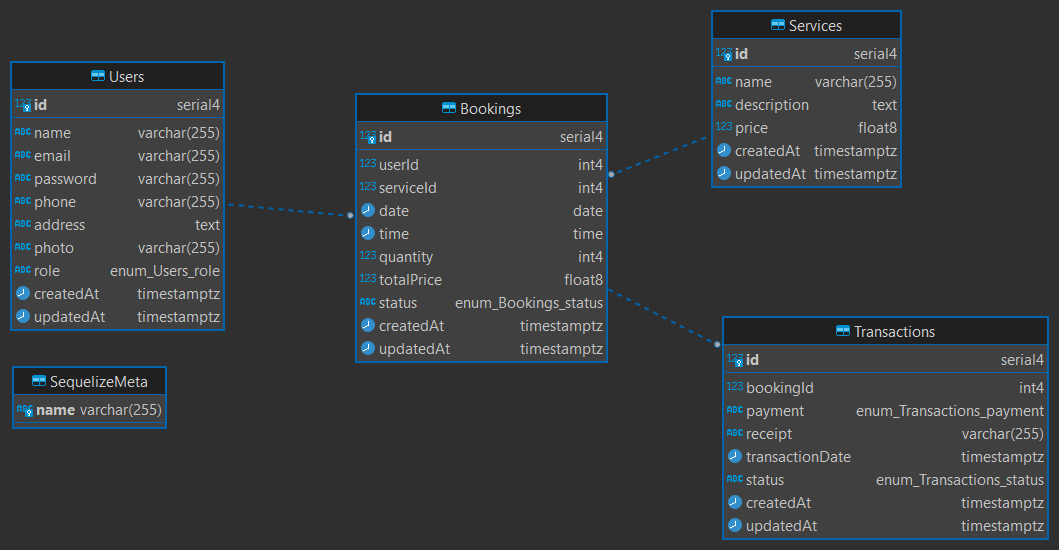 Users
id serial4
name varchar(255)
email varchar(255)
password varchar(255)
phone varchar(255)
address text
photo varchar(255)
role enum_Users_role
createdAt timestamptz
updatedAt timestamptz
SequelizeMeta
name varchar(255)
Bookings
id serial4
userId int4
serviceId int4
date date
time time
quantity int4
totalPrice float8
status enum_Bookings_status
createdAt timestamptz
updatedAt timestamptz
Services
id serial4
name varchar(255)
description text
price float8
createdAt timestamptz
updatedAt timestamptz
Transactions
id serial4
bookingId int4
payment enum_Transactions_payment
receipt varchar(255)
transactionDate timestamptz
status enum_Transactions_status
createdAt timestamptz
updatedAt timestamptz